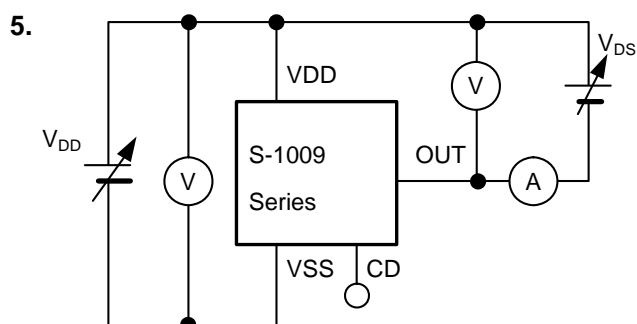 5.
VDS
VDD
V
VDD
S-1009
OUT
V
A
Series
VSS
CD